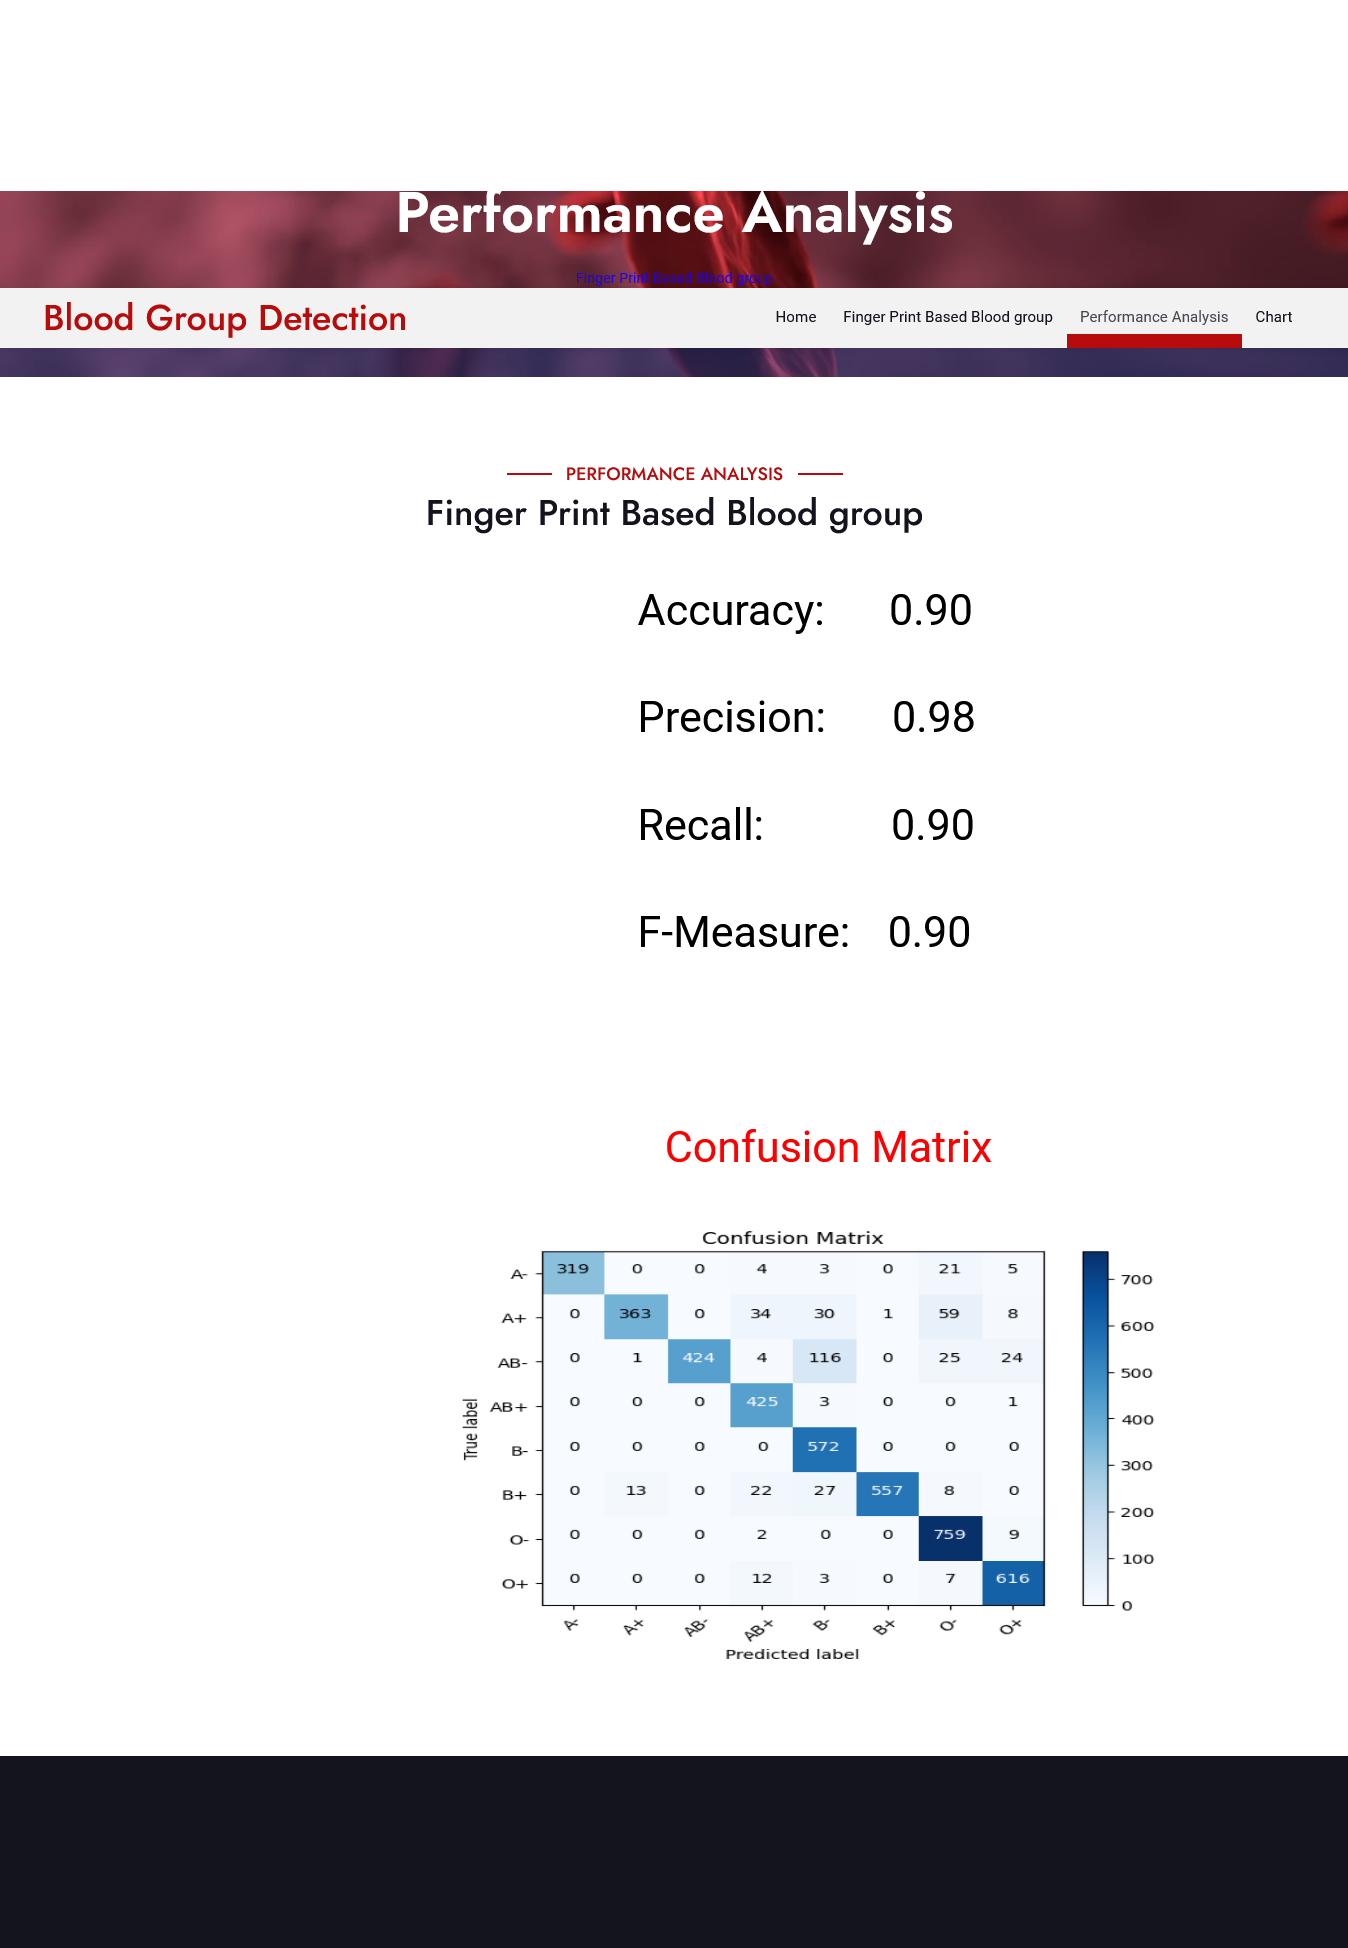 Performance Analysis
Finger Print Based Blood group
Blood Group Detection
Home Finger Print Based Blood group Performance Analysis Chart
PERFORMANCE ANALYSIS
Finger Print Based Blood group
Accuracy: 0.90
Precision: 0.98
Recall: 0.90
F-Measure: 0.90
Confusion Matrix
Confusion Matrix
A- 319 0 0 4 3 0 21 5
A+ 0 363 0 34 30 1 59 8
AB- 0 1 424 4 116 0 25 24
AB+ 0 0 0 425 3 0 0 1
B- 0 0 0 0 572 0 0 0
B+ 0 13 0 22 27 557 8 0
O- 0 0 0 2 0 0 759 9
O+ 0 0 0 12 3 0 7 616
True label
A- A+ AB- AB+ B- B+ O- O+
Predicted label
700
600
500
400
300
200
100
0